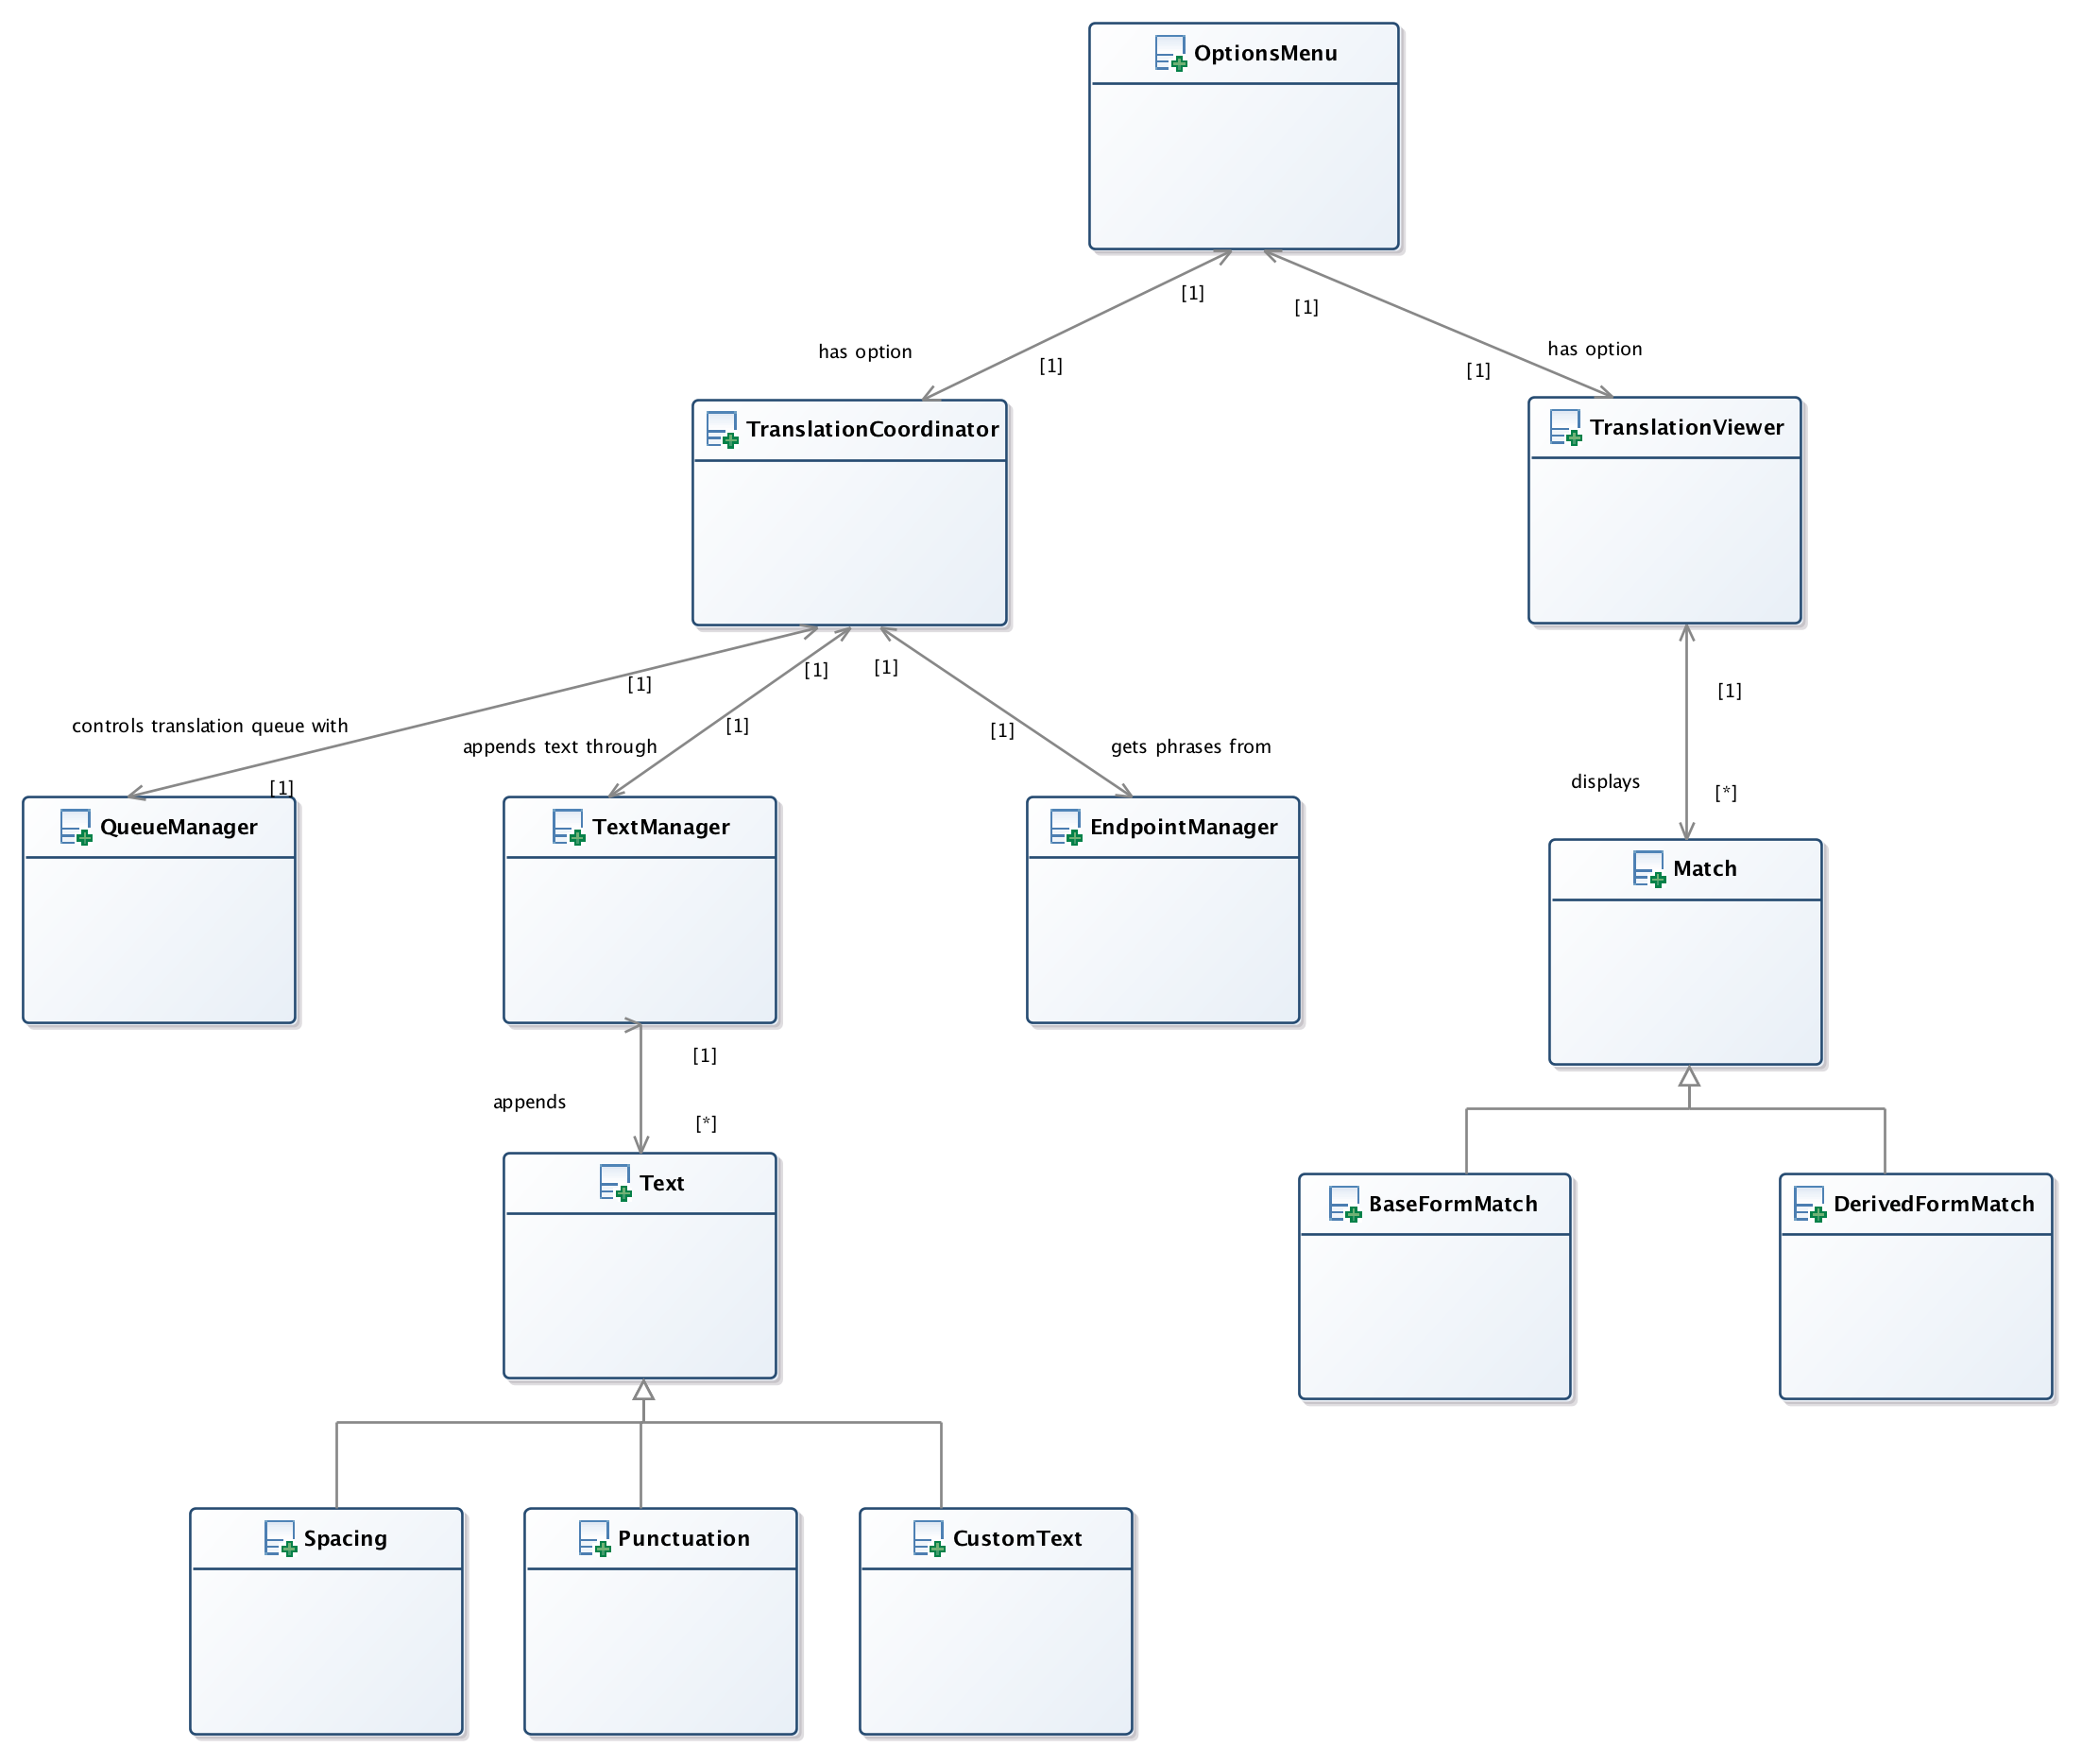 OptionsMenu
[1]
[1]
has option
has option
[1]
[1]
TranslationCoordinator
TranslationViewer
[1]
[1]
[1]
[1]
controls translation queue with
[1]
[1]
appends text through
gets phrases from
displays
[1]
[*]
QueueManager
TextManager
EndpointManager
Match
[1]
appends
[*]
Text
BaseFormMatch
DerivedFormMatch
Spacing
Punctuation
CustomText